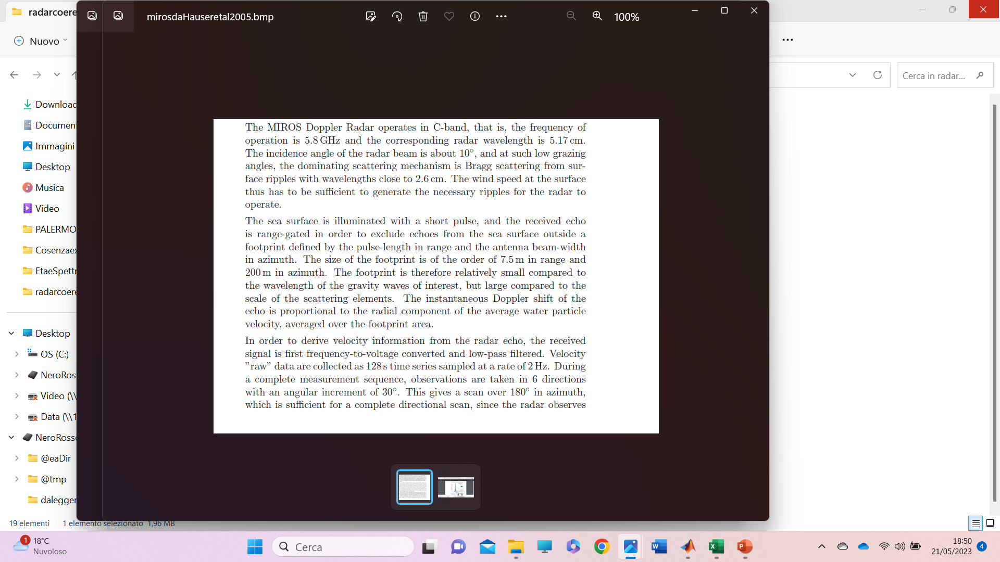 radarcoere
mirosdaHauseretal2005.bmp
100%
Nuovo
Cerca in radar...
Download
Document
Immagini
Desktop
Musica
Video
PALERMO
Cosenzaex
EtaeSpettr
radarcoere
Desktop
OS (C:)
NeroRos
Video (\\
Data (\\1
NeroRosso
@eaDir
@tmp
dalegger
The MIROS Doppler Radar operates in C-band, that is, the frequency of
operation is 5.8 GHz and the corresponding radar wavelength is 5.17 cm.
The incidence angle of the radar beam is about 10°, and at such low grazing
angles, the dominating scattering mechanism is Bragg scattering from sur-
face ripples with wavelengths close to 2.6 cm. The wind speed at the surface
thus has to be sufficient to generate the necessary ripples for the radar to
operate.
The sea surface is illuminated with a short pulse, and the received echo
is range-gated in order to exclude echoes from the sea surface outside a
footprint defined by the pulse-length in range and the antenna beam-width
in azimuth. The size of the footprint is of the order of 7.5 m in range and
200 m in azimuth. The footprint is therefore relatively small compared to
the wavelength of the gravity waves of interest, but large compared to the
scale of the scattering elements. The instantaneous Doppler shift of the
echo is proportional to the radial component of the average water particle
velocity, averaged over the footprint area.
In order to derive velocity information from the radar echo, the received
signal is first frequency-to-voltage converted and low-pass filtered. Velocity
"raw" data are collected as 128 s time series sampled at a rate of 2 Hz. During
a complete measurement sequence, observations are taken in 6 directions
with an angular increment of 30°. This gives a scan over 180° in azimuth,
which is sufficient for a complete directional scan, since the radar observes
19 elementi
1 elemento selezionato 1,96 MB
1
18°C
Nuvoloso
Cerca
18:50
21/05/2023
4